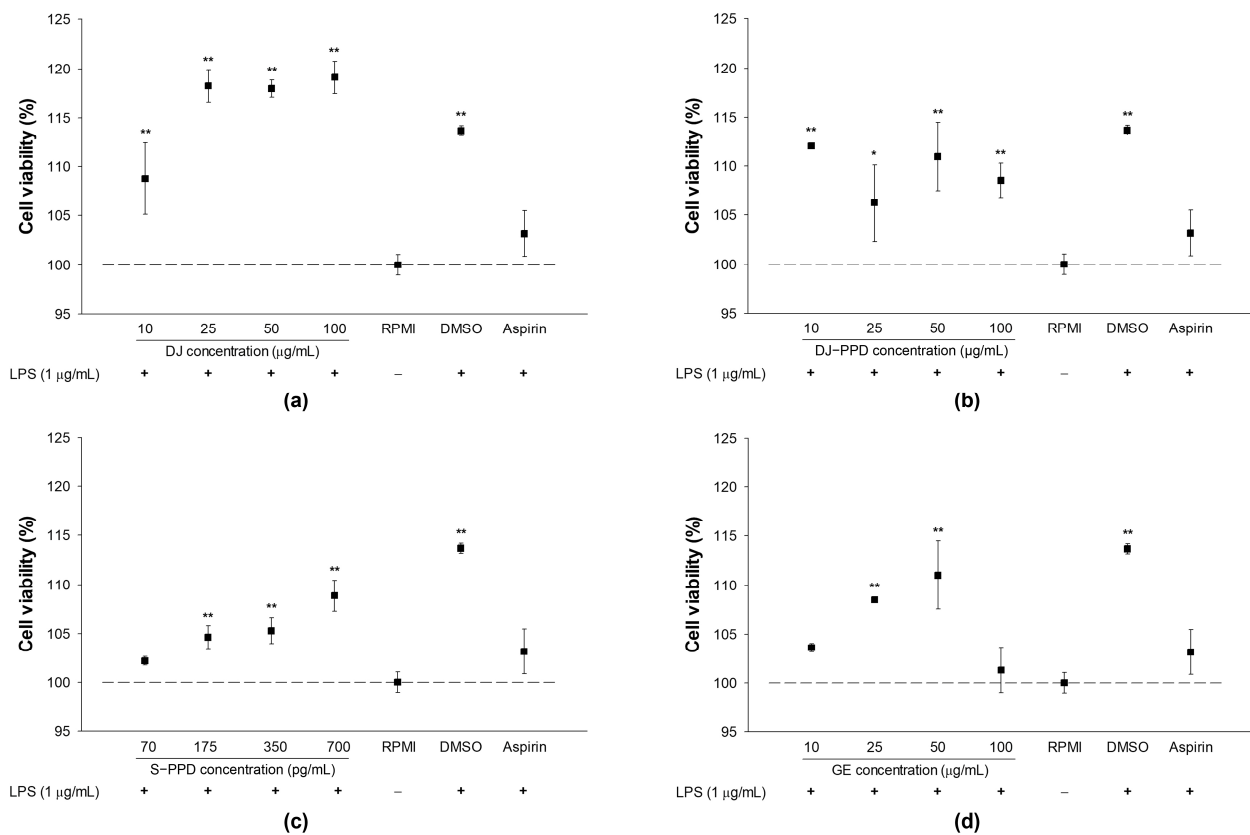 Cell viability (%)
125
120
115
110
105
100
95
** ** ** ** **
10 25 50 100 RPMI DMSO Aspirin
DJ concentration (μg/mL)
LPS (1 μg/mL) + + + + – + +
(a)
Cell viability (%)
125
120
115
110
105
100
95
** * ** ** **
10 25 50 100 RPMI DMSO Aspirin
DJ−PPD concentration (μg/mL)
LPS (1 μg/mL) + + + + – + +
(b)
Cell viability (%)
125
120
115
110
105
100
95
** ** ** **
70 175 350 700 RPMI DMSO Aspirin
S−PPD concentration (pg/mL)
LPS (1 μg/mL) + + + + – + +
(c)
Cell viability (%)
125
120
115
110
105
100
95
** ** **
10 25 50 100 RPMI DMSO Aspirin
GE concentration (μg/mL)
LPS (1 μg/mL) + + + + – + +
(d)